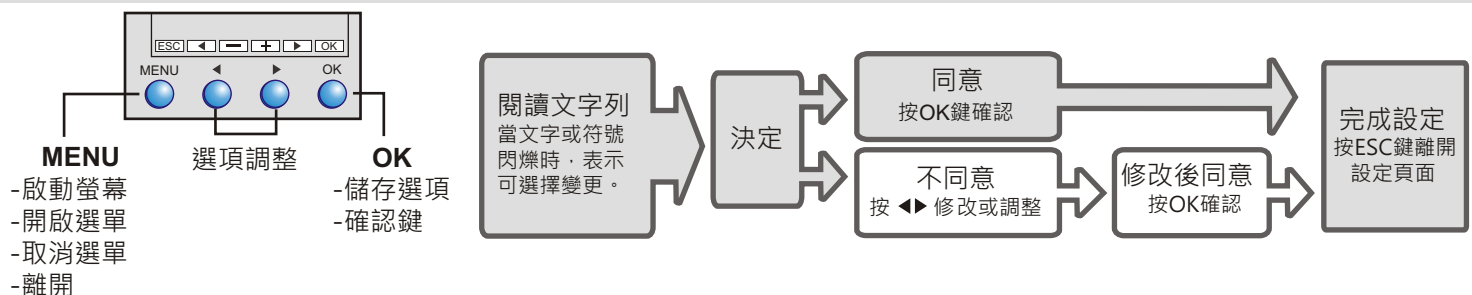 ESC ◀ − + ▶ OK
MENU ◀ ▶ OK
MENU
-啟動螢幕
-開啟選單
-取消選單
-離開
選項調整
OK
-儲存選項
-確認鍵
閱讀文字列
當文字或符號
閃爍時，表示
可選擇變更。
決定
同意
按OK鍵確認
不同意
按 ◀▶ 修改或調整
修改後同意
按OK確認
完成設定
按ESC鍵離開
設定頁面